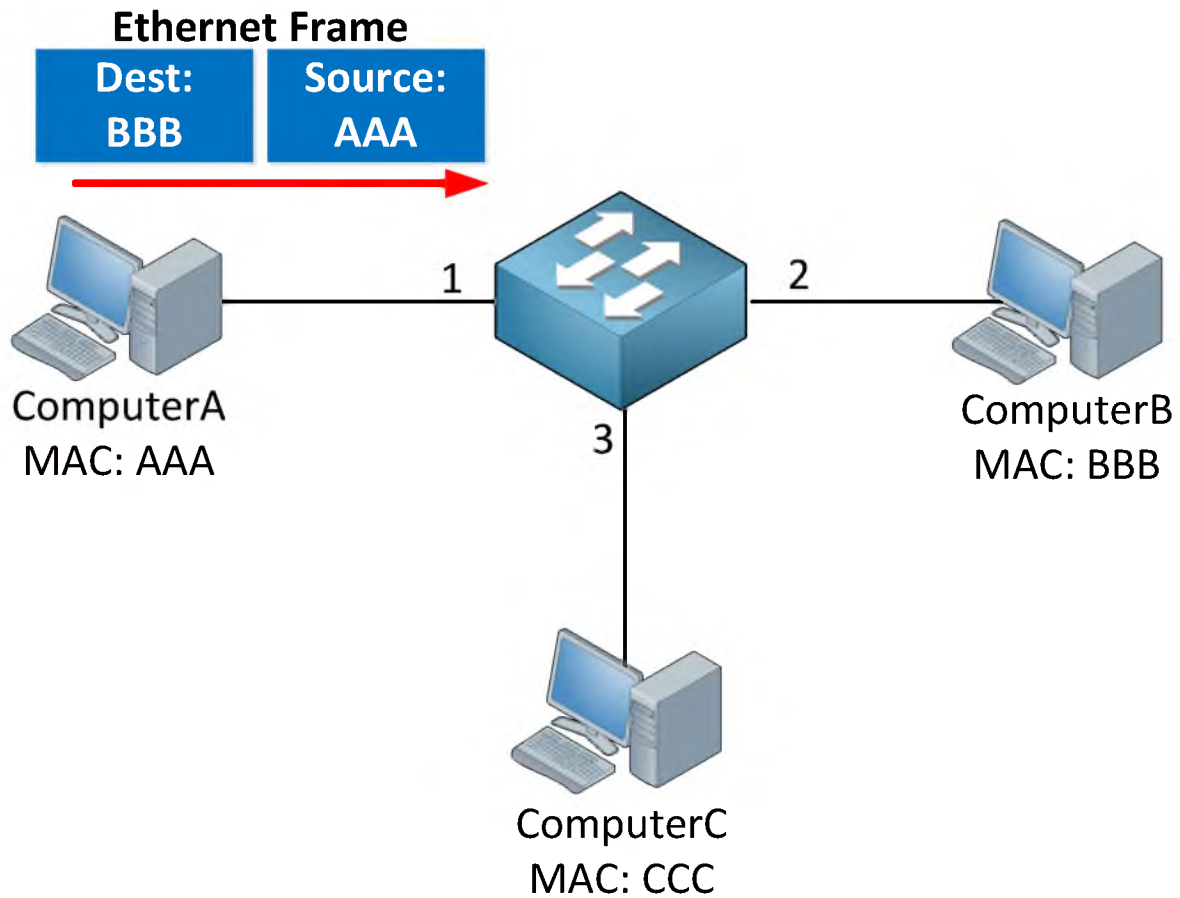 Ethernet Frame
Dest:
BBB
Source:
AAA
1
2
3
ComputerA
MAC: AAA
ComputerB
MAC: BBB
ComputerC
MAC: CCC